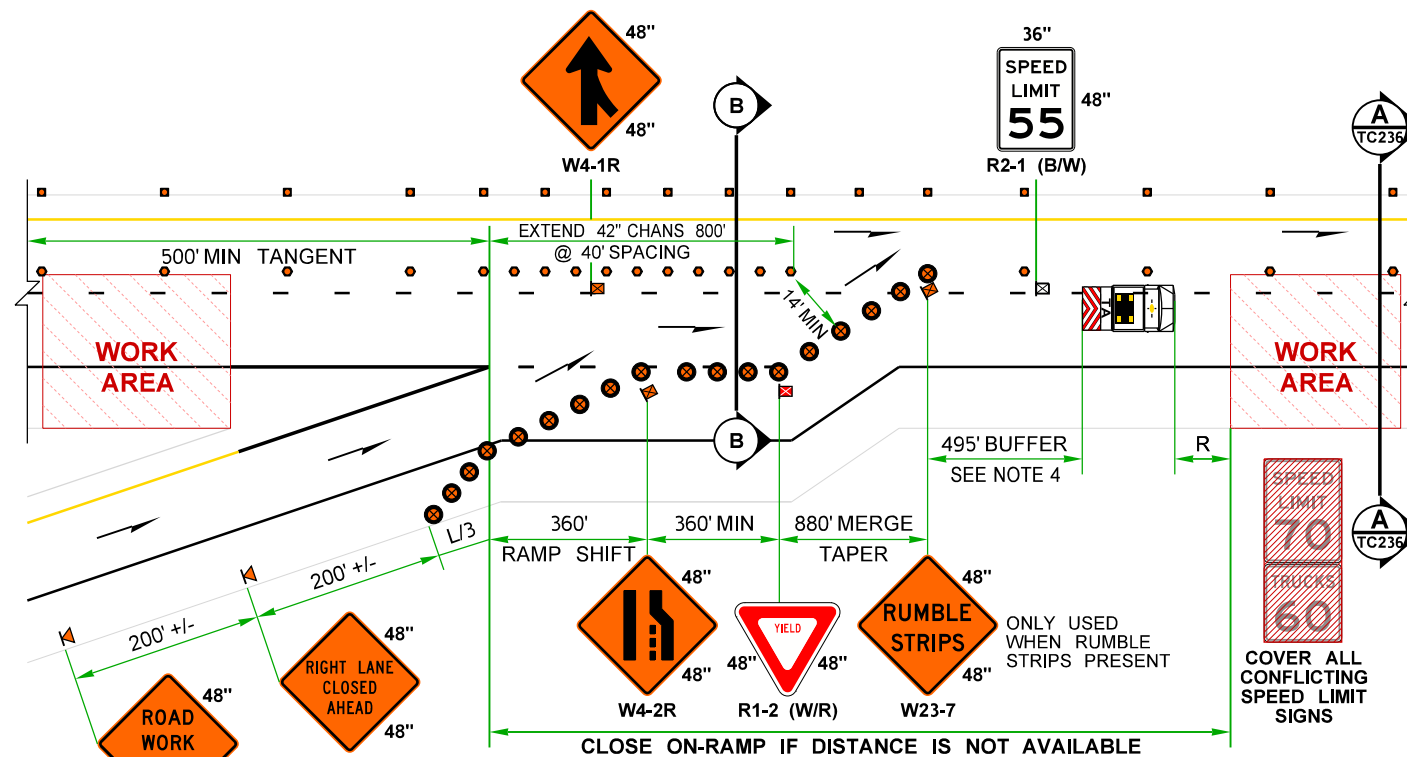 48"
48"
W4-1R
B
36"
SPEED
LIMIT
55
48"
R2-1 (B/W)
A
TC236
500' MIN TANGENT
EXTEND 42" CHANS 800'
@ 40' SPACING
14' MIN
WORK
AREA
WORK
AREA
B
495' BUFFER
SEE NOTE 4
R
L/3
360'
RAMP SHIFT
360' MIN
880' MERGE
TAPER
200' +/-
200' +/-
SPEED
LIMIT
70
TRUCKS
60
A
TC236
48"
48"
W4-2R
YIELD
48"
48"
R1-2 (W/R)
RUMBLE
STRIPS
48"
48"
W23-7
ONLY USED
WHEN RUMBLE
STRIPS PRESENT
COVER ALL
CONFLICTING
SPEED LIMIT
SIGNS
RIGHT LANE
CLOSED
AHEAD
48"
48"
ROAD
WORK
48"
CLOSE ON-RAMP IF DISTANCE IS NOT AVAILABLE